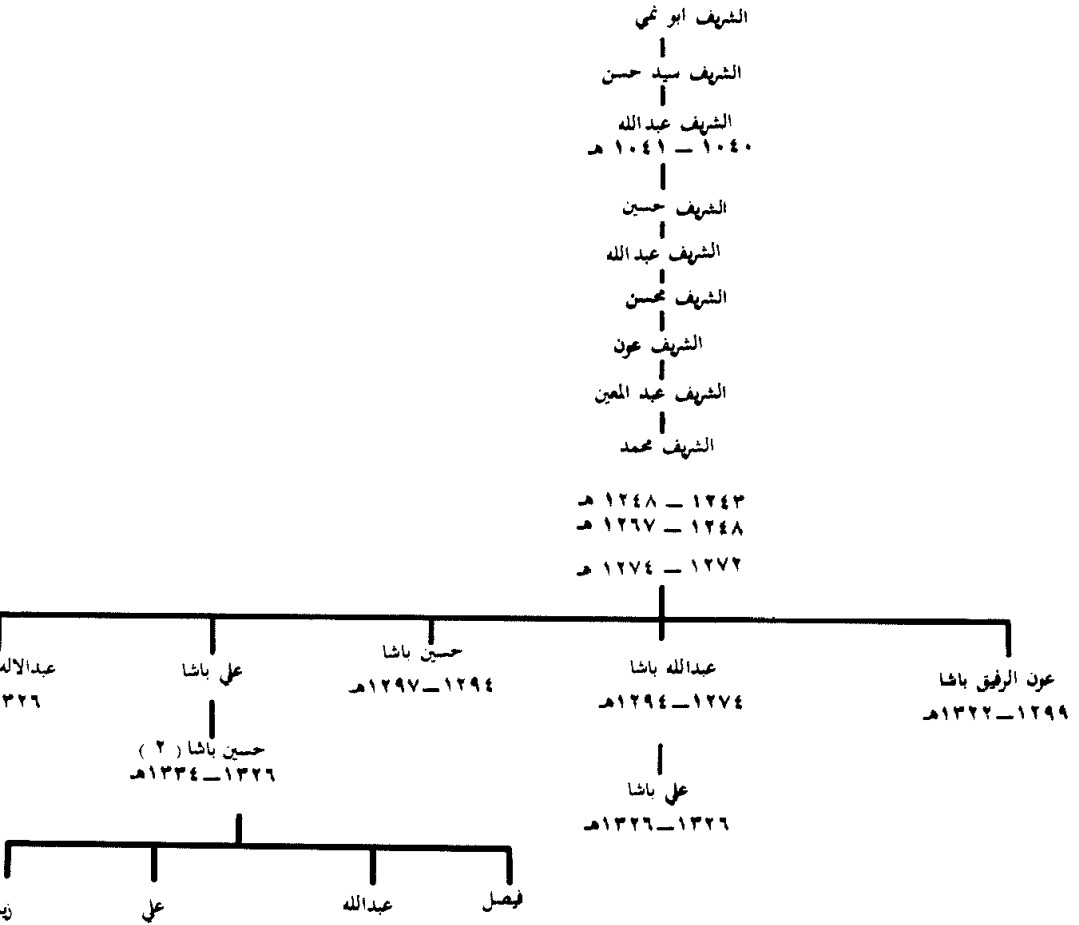 الشريف ابو نمي
الشريف سيد حسن
الشريف عبدالله
١٠٤٠ — ١٠٤١ هـ
الشريف حسين
الشريف عبدالله
الشريف محسن
الشريف عون
الشريف عبد المعين
الشريف محمد
١٢٤٣ — ١٢٤٨ هـ
١٢٤٨ — ١٢٦٧ هـ
١٢٧٢ — ١٢٧٤ هـ
عون الرفيق باشا
١٢٩٩—١٣٢٢هـ
عبدالله باشا
١٢٧٤—١٢٩٤هـ
حسين باشا
١٢٩٤—١٢٩٧هـ
علي باشا
عبدالاله
علي باشا
١٣٢٦—١٣٢٦هـ
حسين باشا ( ٢ )
١٣٢٦—١٣٣٤هـ
فيصل
عبدالله
علي